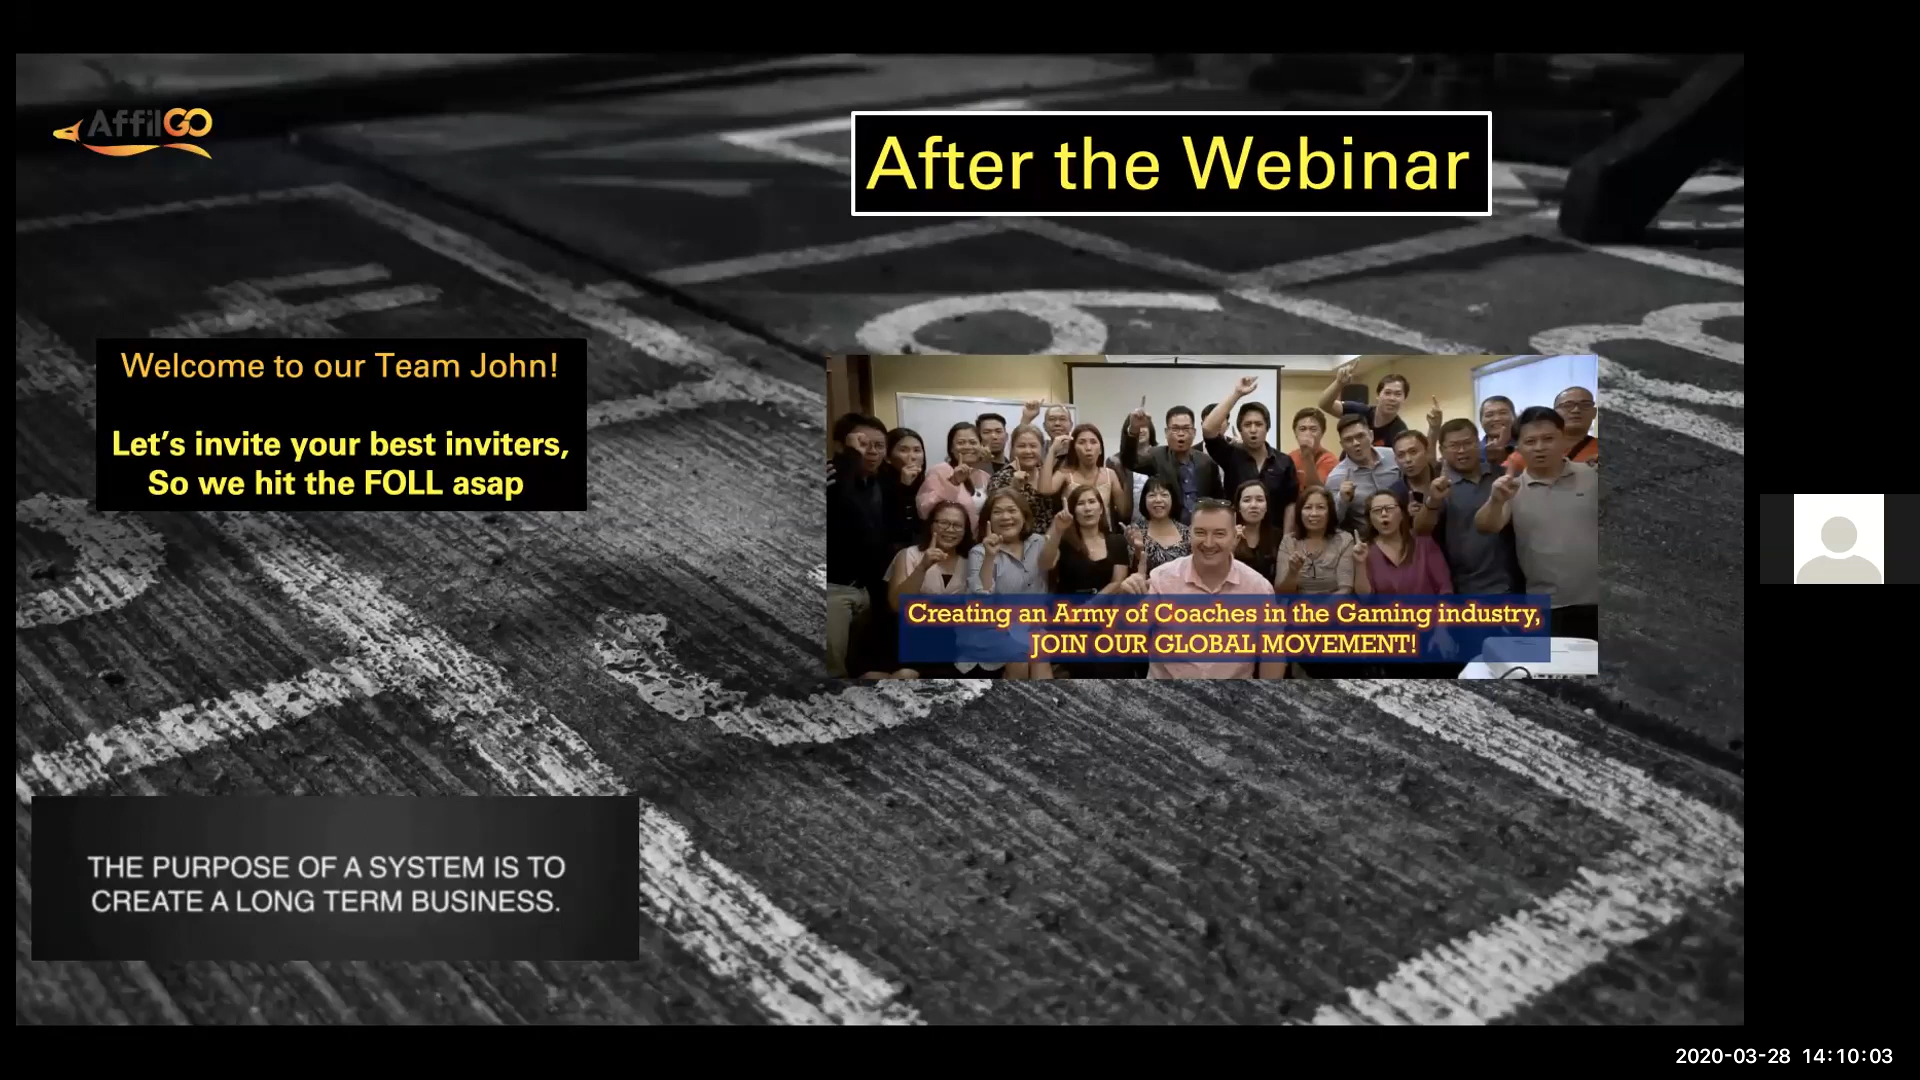 AffilGO
After the Webinar
Welcome to our Team John!
Let's invite your best inviters,
So we hit the FOLL asap
Creating an Army of Coaches in the Gaming industry,
JOIN OUR GLOBAL MOVEMENT!
THE PURPOSE OF A SYSTEM IS TO
CREATE A LONG TERM BUSINESS.
2020-03-28 14:10:03